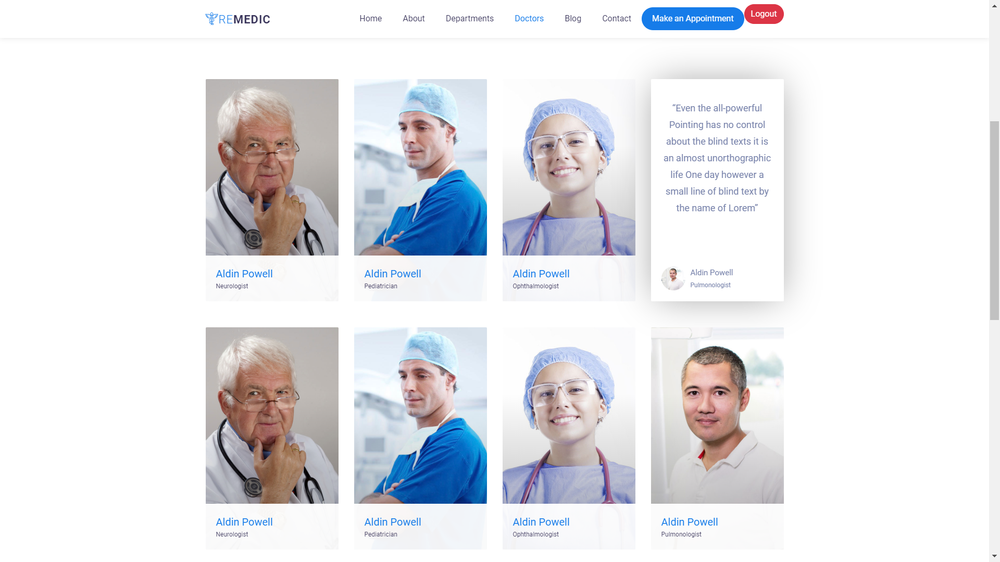 REMEDIC
Home
About
Departments
Doctors
Blog
Contact
Make an Appointment
Logout
Aldin Powell
Neurologist
Aldin Powell
Pediatrician
Aldin Powell
Ophthalmologist
“Even the all-powerful
Pointing has no control
about the blind texts it is
an almost unorthographic
life One day however a
small line of blind text by
the name of Lorem”
Aldin Powell
Pulmonologist
Aldin Powell
Neurologist
Aldin Powell
Pediatrician
Aldin Powell
Ophthalmologist
Aldin Powell
Pulmonologist